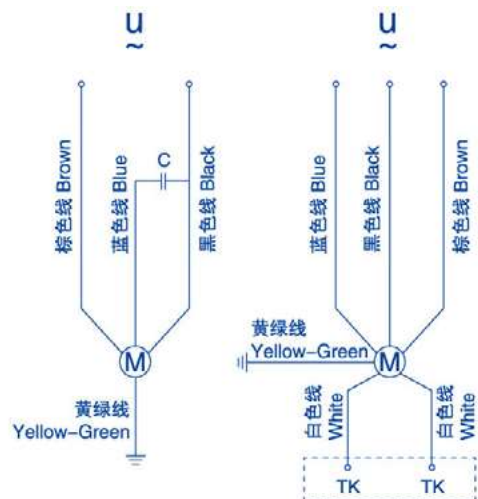 u
~
u
~
棕色线 Brown
蓝色线 Blue
C
黑色线 Black
蓝色线 Blue
黑色线 Black
棕色线 Brown
M
黄绿线
Yellow-Green
黄绿线
Yellow-Green
M
白色线
White
白色线
White
TK
TK